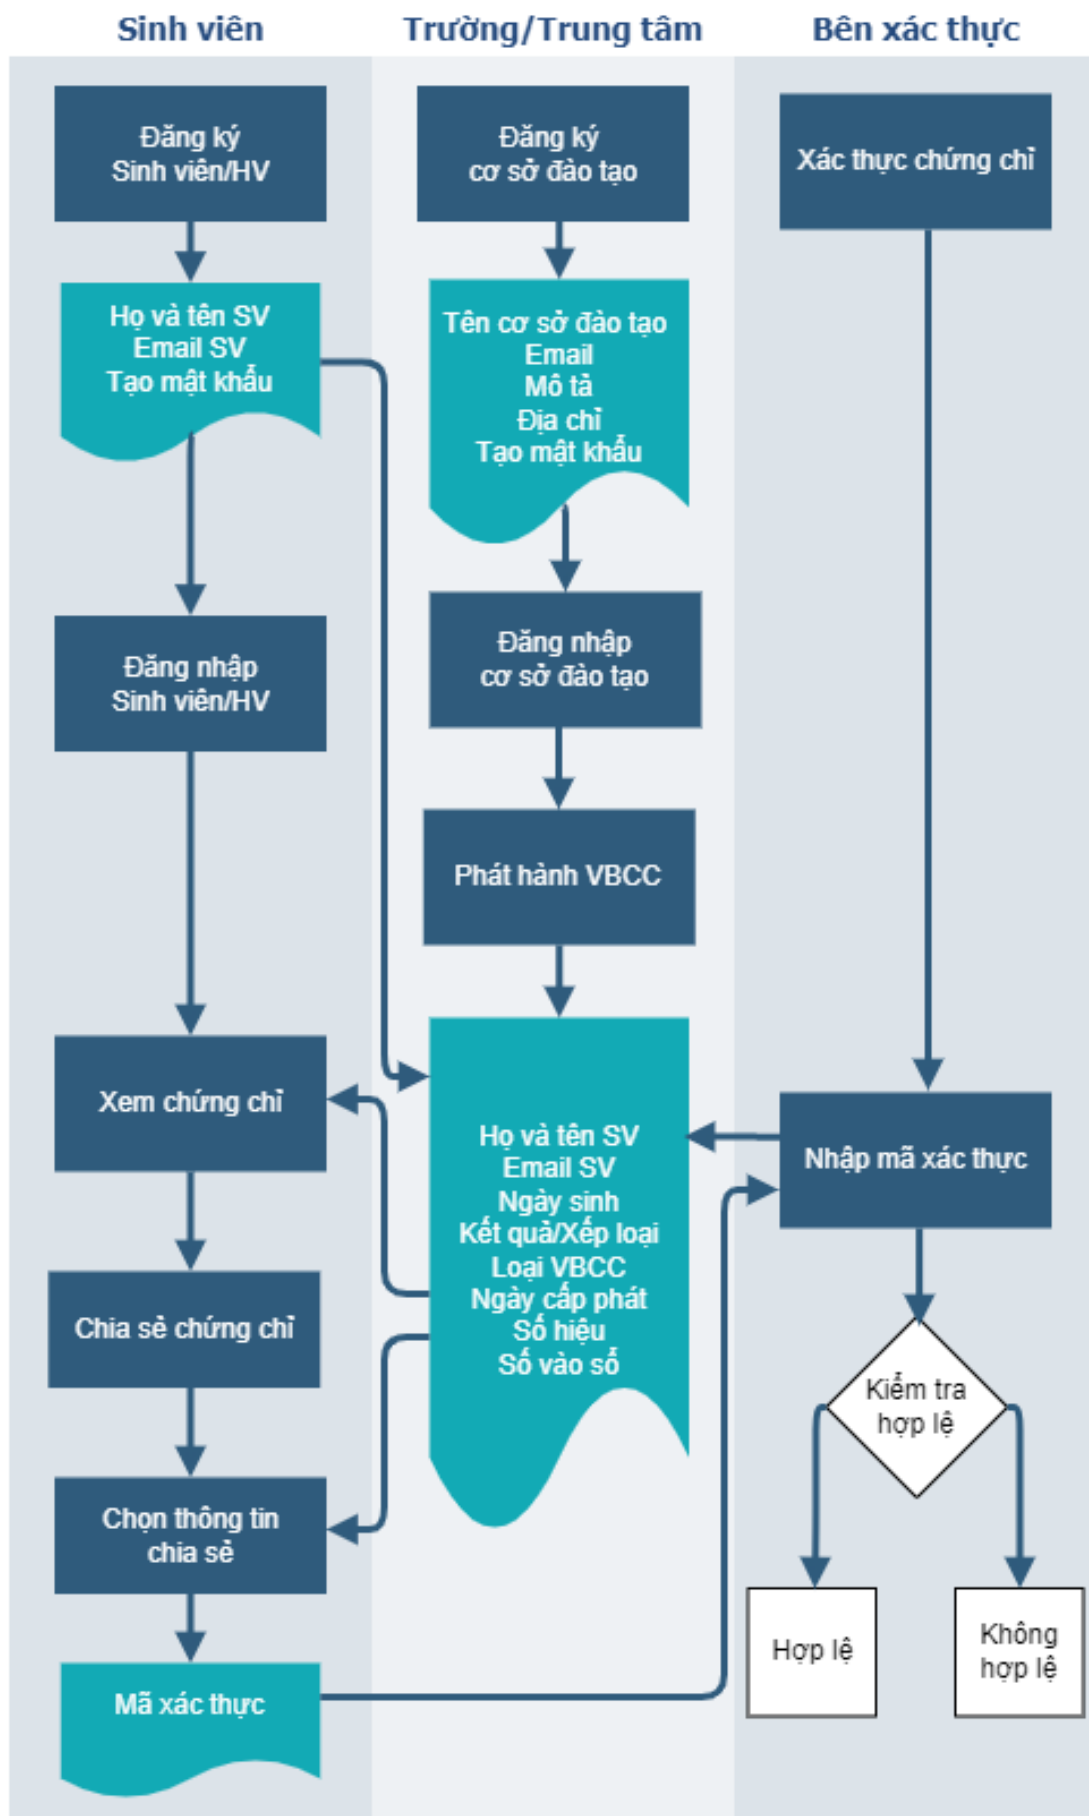 Sinh viên
Trường/Trung tâm
Bên xác thực
Đăng ký
Sinh viên/HV
Họ và tên SV
Email SV
Tạo mật khẩu
Đăng nhập
Sinh viên/HV
Xem chứng chỉ
Chia sẻ chứng chỉ
Chọn thông tin
chia sẻ
Mã xác thực
Đăng ký
cơ sở đào tạo
Tên cơ sở đào tạo
Email
Mô tả
Địa chỉ
Tạo mật khẩu
Đăng nhập
cơ sở đào tạo
Phát hành VBCC
Họ và tên SV
Email SV
Ngày sinh
Kết quả/Xếp loại
Loại VBCC
Ngày cấp phát
Số hiệu
Số vào số
Xác thực chứng chỉ
Nhập mã xác thực
Kiểm tra
hợp lệ
Hợp lệ
Không
hợp lệ